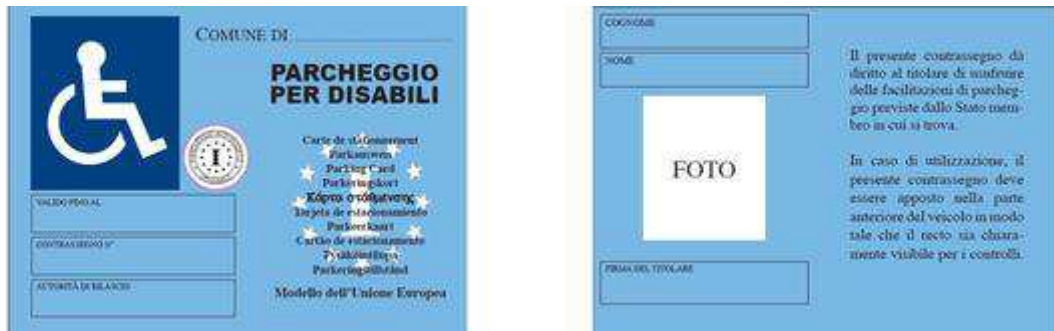 COMUNE DI
PARCHEGGIO
PER DISABILI
I
Carte de stationnement
Parkausweis
Parking Card
Parkeringskort
Κάρτα στάθμευσης
Tarjeta de estacionamiento
Parkeerkaart
Cartão de estacionamento
Pysäköintilupa
Parkeringstillstånd
Modello dell'Unione Europea
VALIDO FINO AL
CONTRASSEGNO N°
AUTORITÀ DI RILASCIO
COGNOME
NOME
FOTO
FIRMA DEL TITOLARE
Il presente contrassegno dà
diritto al titolare di usufruire
delle facilitazioni di parcheg-
gio previste dallo Stato mem-
bro in cui si trova.
In caso di utilizzazione, il
presente contrassegno deve
essere apposto nella parte
anteriore del veicolo in modo
tale che il recto sia chiara-
mente visibile per i controlli.